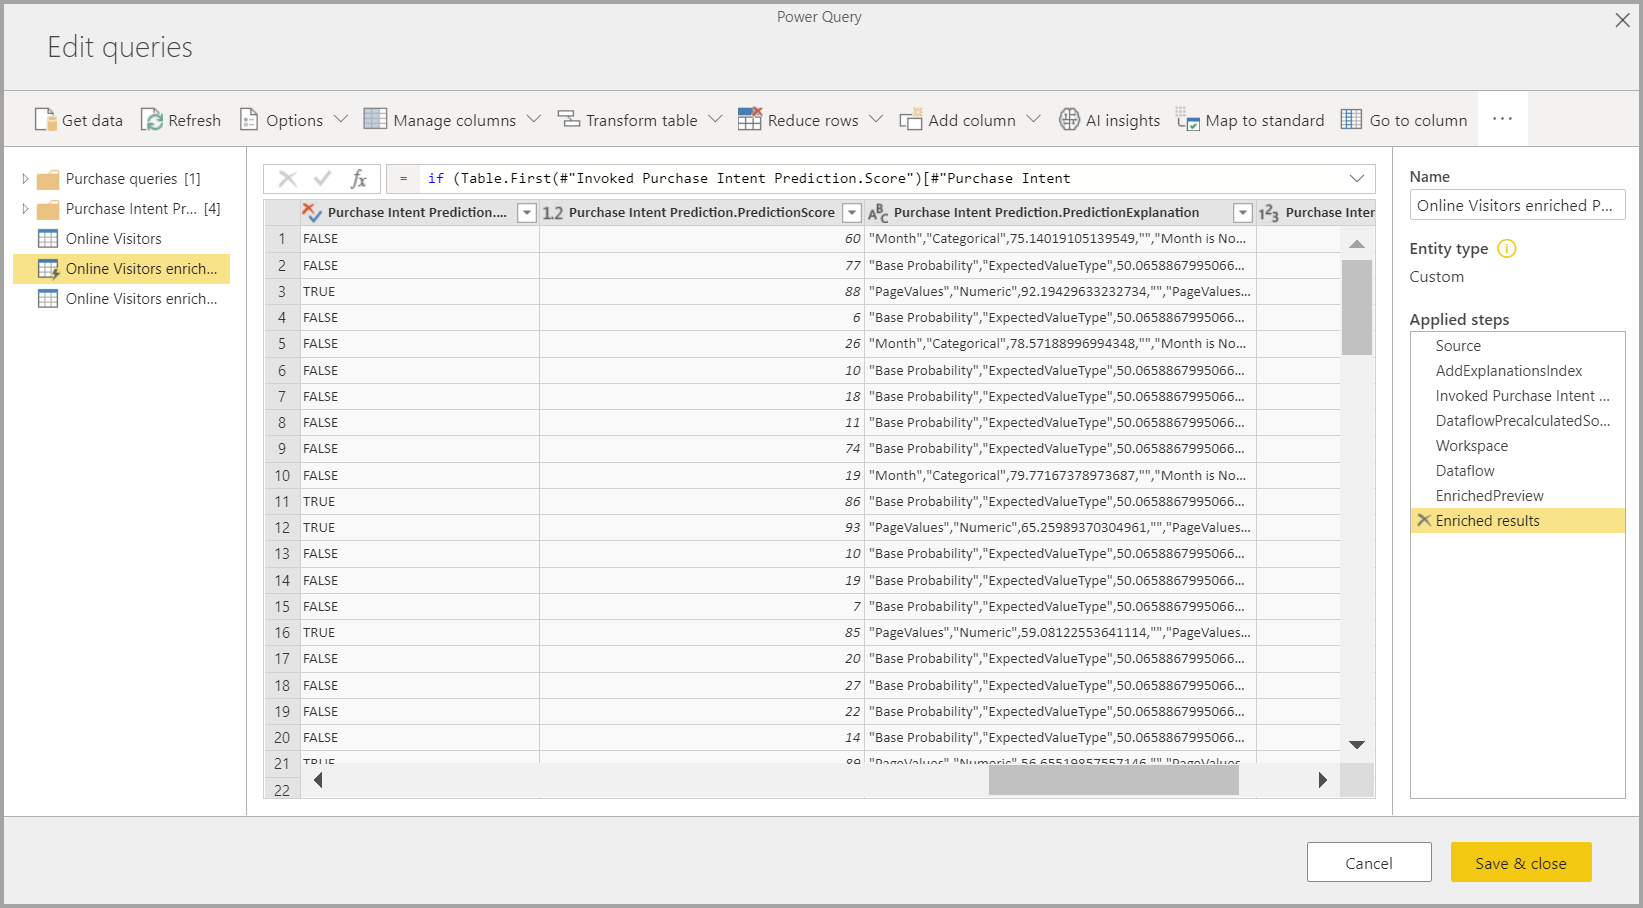 Power Query
Edit queries
Get data Refresh Options Manage columns Transform table Reduce rows Add column AI insights Map to standard Go to column ...
Purchase queries [1]
Purchase Intent Pr... [4]
Online Visitors
Online Visitors enrich...
Online Visitors enrich...
fx = if (Table.First(#"Invoked Purchase Intent Prediction.Score")[#"Purchase Intent
Purchase Intent Prediction.... 1.2 Purchase Intent Prediction.PredictionScore ABC Purchase Intent Prediction.PredictionExplanation 123 Purchase Inter
1 FALSE 60 "Month","Categorical",75.14019105139549,"","Month is No...
2 FALSE 77 "Base Probability","ExpectedValueType",50.0658867995066...
3 TRUE 88 "PageValues","Numeric",92.19429633232734,"","PageValues...
4 FALSE 6 "Base Probability","ExpectedValueType",50.0658867995066...
5 FALSE 26 "Month","Categorical",78.57188996994348,"","Month is No...
6 FALSE 10 "Base Probability","ExpectedValueType",50.0658867995066...
7 FALSE 18 "Base Probability","ExpectedValueType",50.0658867995066...
8 FALSE 11 "Base Probability","ExpectedValueType",50.0658867995066...
9 FALSE 74 "Base Probability","ExpectedValueType",50.0658867995066...
10 FALSE 19 "Month","Categorical",79.77167378973687,"","Month is No...
11 TRUE 86 "Base Probability","ExpectedValueType",50.0658867995066...
12 TRUE 93 "PageValues","Numeric",65.25989370304961,"","PageValues...
13 FALSE 10 "Base Probability","ExpectedValueType",50.0658867995066...
14 FALSE 19 "Base Probability","ExpectedValueType",50.0658867995066...
15 FALSE 7 "Base Probability","ExpectedValueType",50.0658867995066...
16 TRUE 85 "PageValues","Numeric",59.08122553641114,"","PageValues...
17 FALSE 20 "Base Probability","ExpectedValueType",50.0658867995066...
18 FALSE 27 "Base Probability","ExpectedValueType",50.0658867995066...
19 FALSE 22 "Base Probability","ExpectedValueType",50.0658867995066...
20 FALSE 14 "Base Probability","ExpectedValueType",50.0658867995066...
21 TRUE 89 "PageValues","Numeric",56.65519857557146,"","PageValues
22
Name
Online Visitors enriched P...
Entity type
Custom
Applied steps
Source
AddExplanationsIndex
Invoked Purchase Intent ...
DataflowPrecalculatedSo...
Workspace
Dataflow
EnrichedPreview
Enriched results
Cancel Save & close